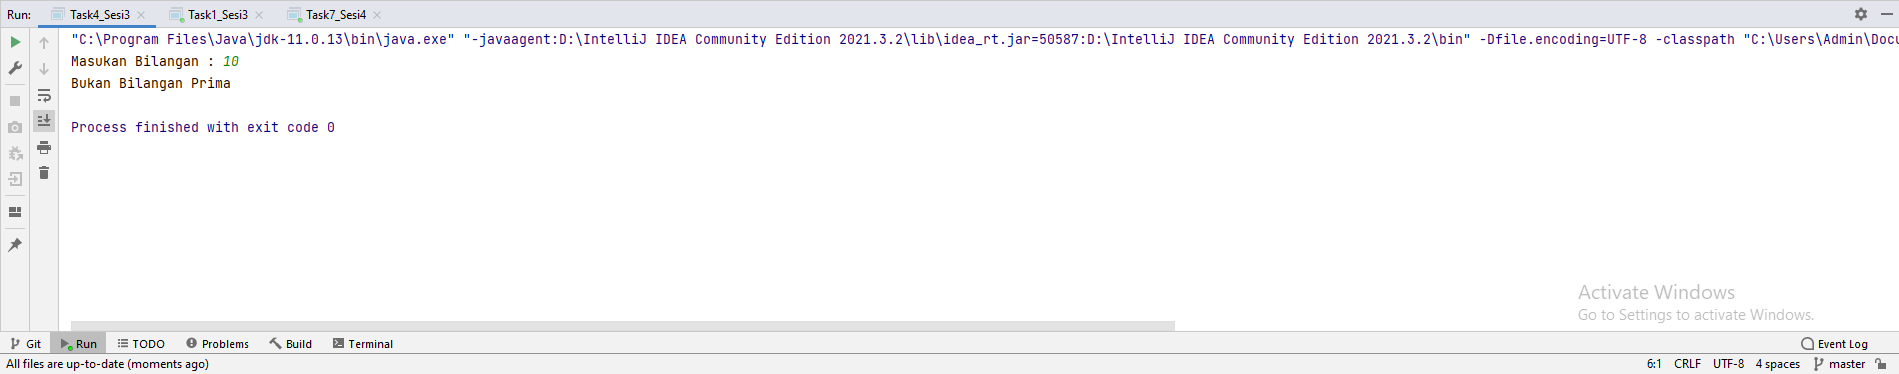 Run: Task4_Sesi3 Task1_Sesi3 Task7_Sesi4
"C:\Program Files\Java\jdk-11.0.13\bin\java.exe" "-javaagent:D:\IntelliJ IDEA Community Edition 2021.3.2\lib\idea_rt.jar=50587:D:\IntelliJ IDEA Community Edition 2021.3.2\bin" -Dfile.encoding=UTF-8 -classpath "C:\Users\Admin\Docu
Masukan Bilangan : 10
Bukan Bilangan Prima
Process finished with exit code 0
Activate Windows
Go to Settings to activate Windows.
Git Run TODO Problems Build Terminal Event Log
All files are up-to-date (moments ago) 6:1 CRLF UTF-8 4 spaces master